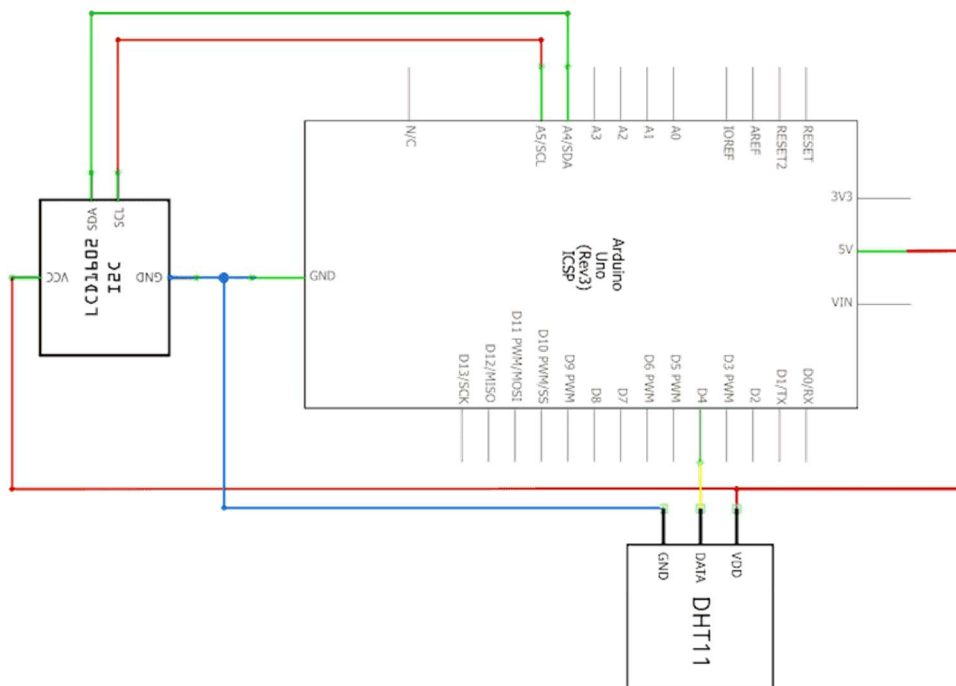 N/C
A5/SCL
A4/SDA
A3
A2
A1
A0
IOREF
AREF
RESET2
RESET
3V3
5V
VIN
SDA
SCL
VCC
LCD1602
I2C
GND
GND
Arduino
Uno
(Rev3)
ICSP
D13/SCK
D12/MISO
D11 PWM/MOSI
D10 PWM/SS
D9 PWM
D8
D7
D6 PWM
D5 PWM
D4
D3 PWM
D2
D1/TX
D0/RX
GND
DATA
VDD
DHT11